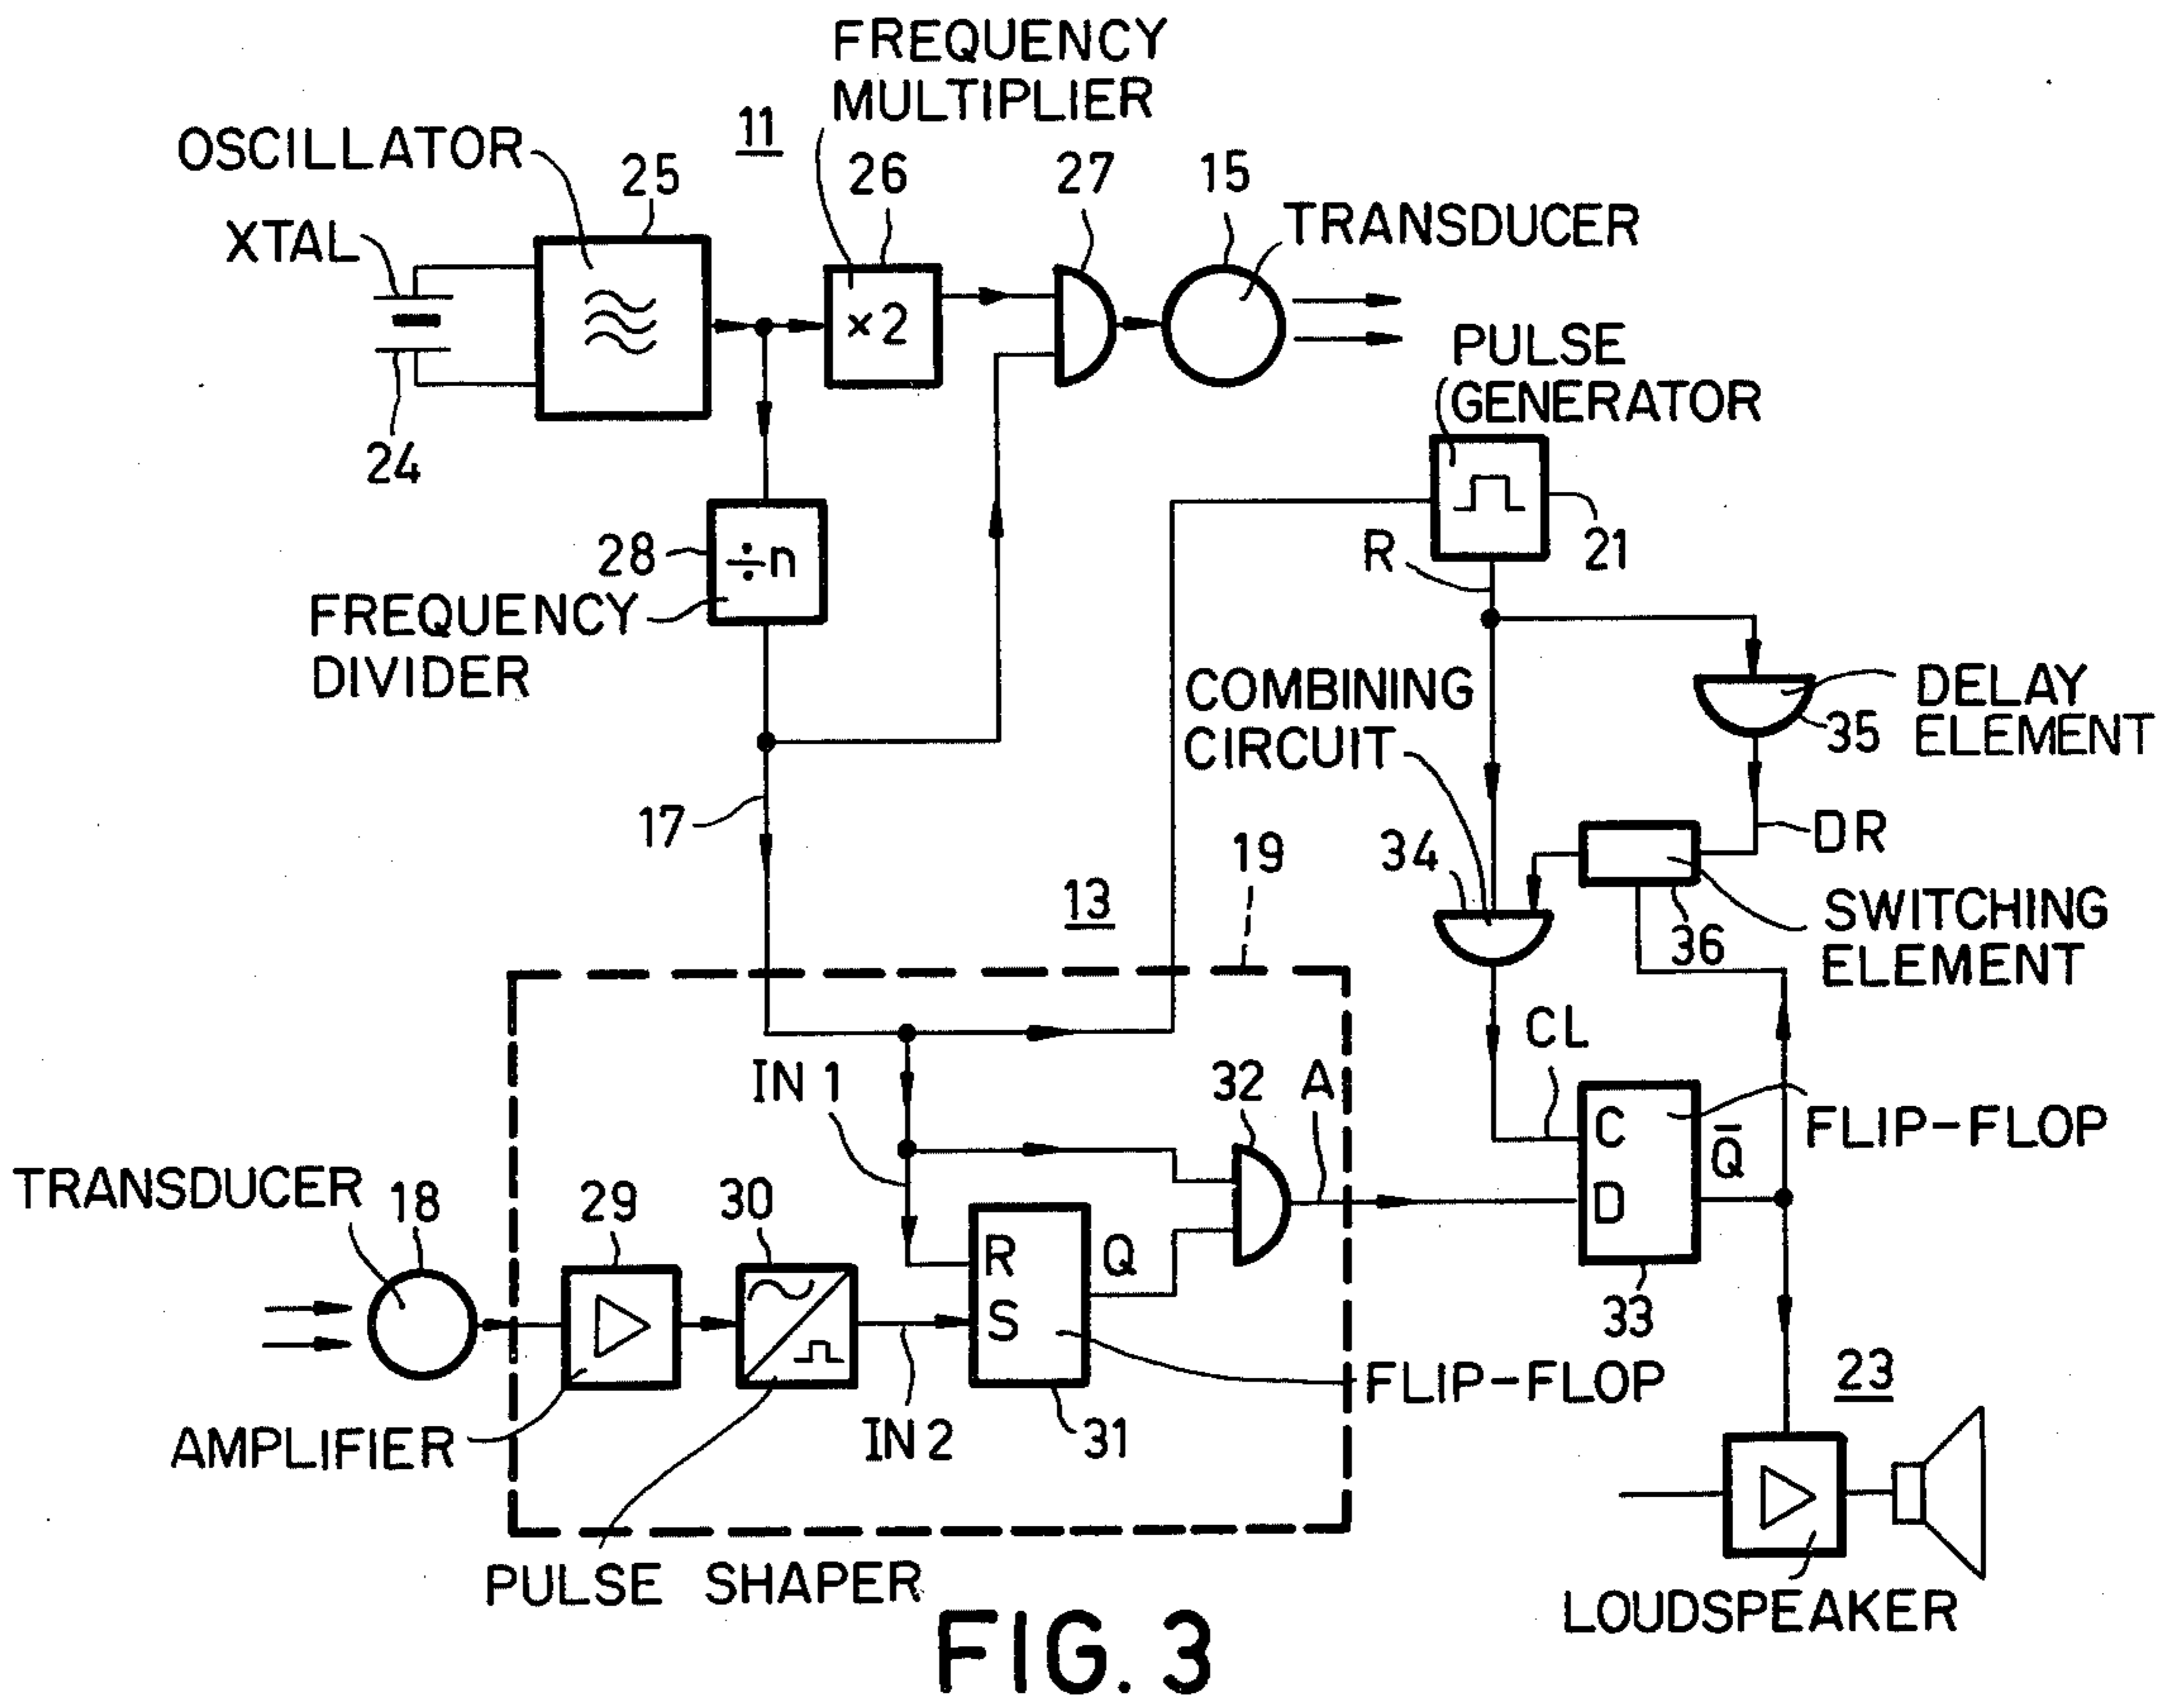 FREQUENCY
MULTIPLIER
11
OSCILLATOR
25
26
27
15
XTAL
TRANSDUCER
×2
24
PULSE
GENERATOR
28
÷n
R
21
FREQUENCY
DIVIDER
COMBINING
CIRCUIT
DELAY
ELEMENT
35
17
DR
19
34
13
36
SWITCHING
ELEMENT
CL
IN 1
32
A
C
FLIP-FLOP
Q̅
D
TRANSDUCER
18
29
30
R
Q
S
33
FLIP-FLOP
23
AMPLIFIER
IN 2
31
PULSE SHAPER
LOUDSPEAKER
FIG. 3